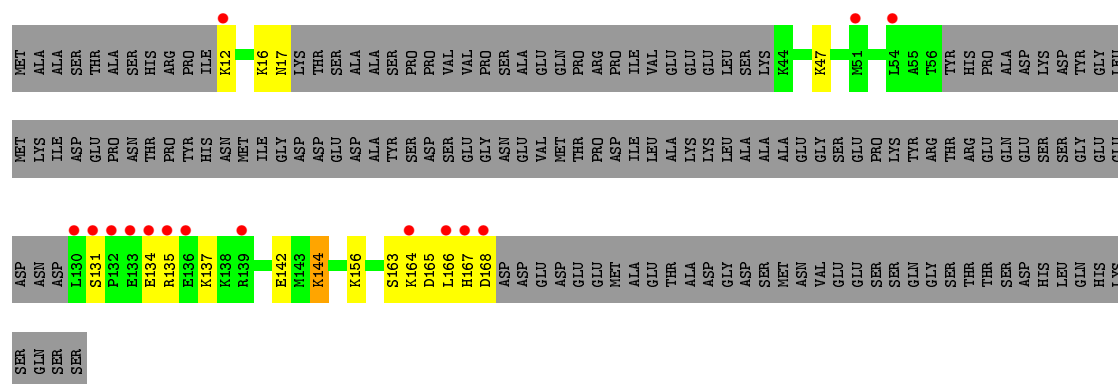 MET ALA ALA SER THR ALA SER HIS ARG PRO ILE K12 K16 N17 LYS THR SER ALA ALA SER PRO PRO VAL VAL PRO SER ALA GLU GLN PRO ARG PRO ILE VAL GLU GLU GLU LEU SER LYS K44 K47 M51 L54 A55 T56 TYR HIS PRO ALA ASP LYS ASP TYR GLY LEU
MET LYS ILE ASP GLU PRO ASN THR PRO TYR HIS ASN MET ILE GLY ASP ASP GLU ASP ALA TYR SER ASP SER GLU GLY ASN GLU VAL MET THR PRO ASP ILE LEU ALA LYS LYS LEU ALA ALA ALA GLU GLY SER GLU PRO LYS TYR ARG THR ARG GLU GLN GLU SER SER GLY GLU GLU
ASP ASN ASP L130 S131 P132 E133 E134 R135 E136 K137 K138 R139 E142 M143 K144 K156 S163 K164 D165 L166 H167 D168 ASP ASP GLU ASP GLU GLU MET ALA GLU THR ALA ASP GLY ASP SER MET ASN VAL GLU GLU SER SER GLN GLY SER THR THR SER ASP HIS LEU GLN HIS LYS
SER GLN SER SER